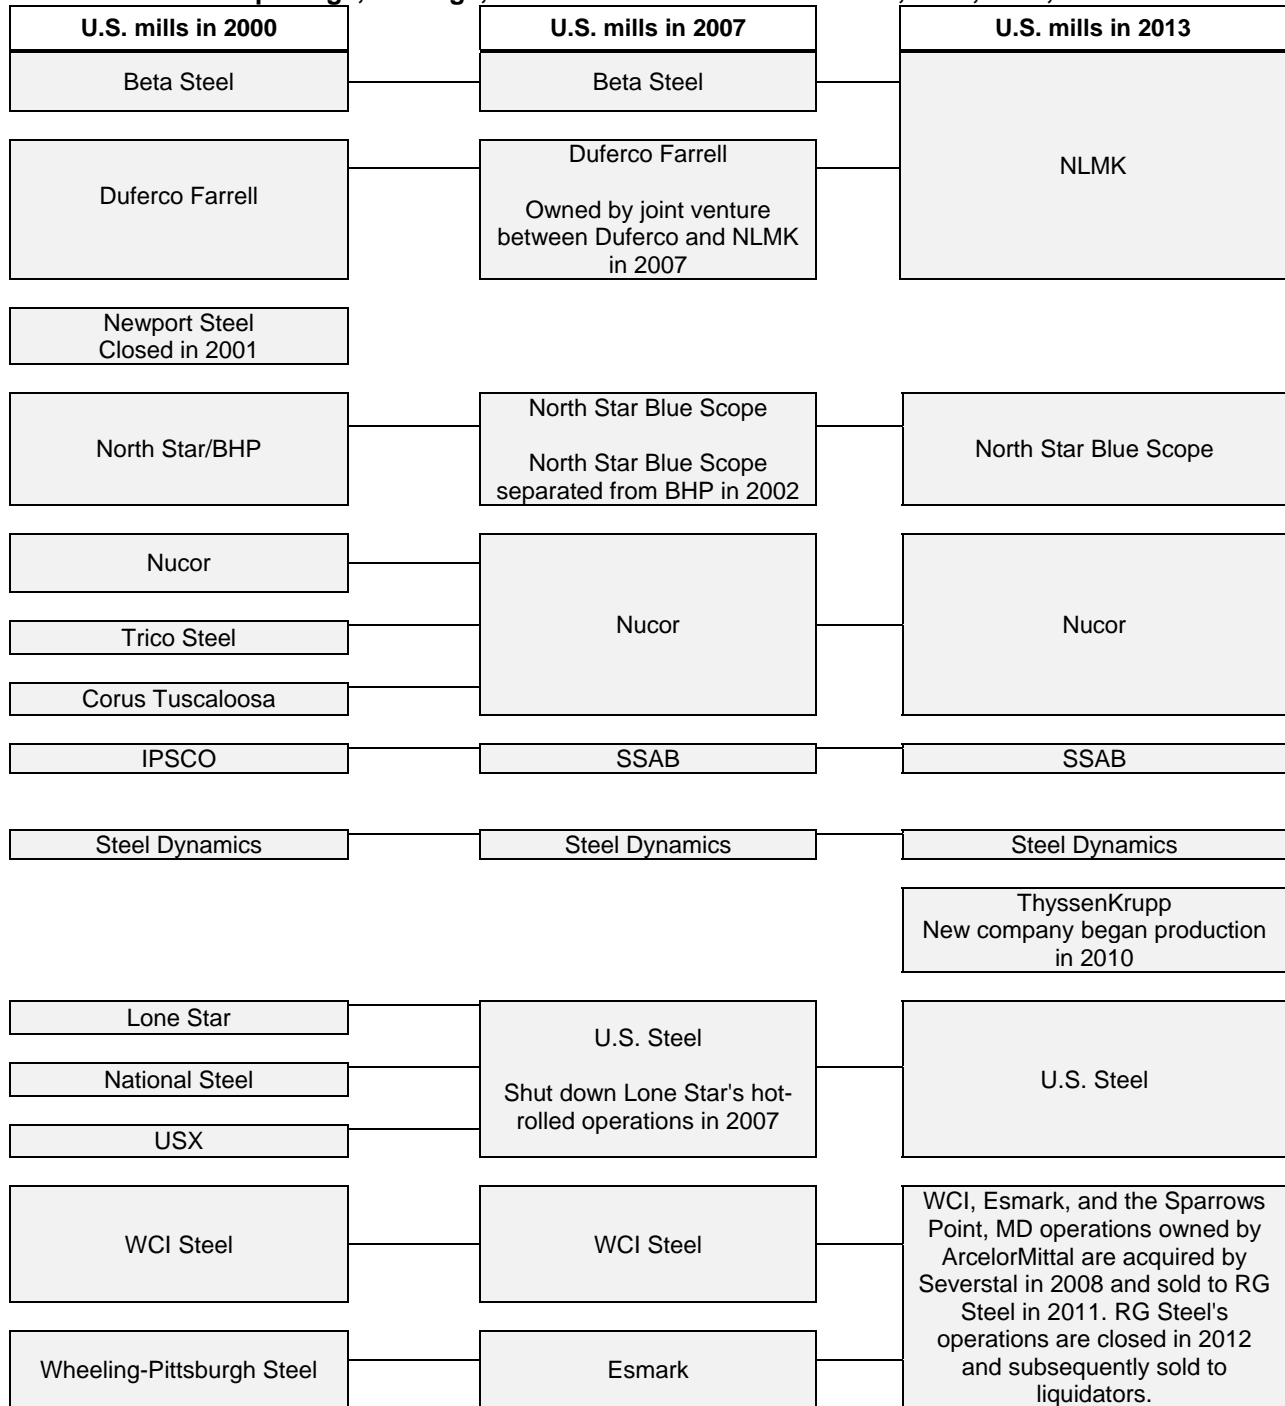 U.S. mills in 2000
U.S. mills in 2007
U.S. mills in 2013
Beta Steel
Beta Steel
NLMK
Duferco Farrell
Duferco Farrell
Owned by joint venture
between Duferco and NLMK
in 2007
Newport Steel
Closed in 2001
North Star/BHP
North Star Blue Scope
North Star Blue Scope
separated from BHP in 2002
North Star Blue Scope
Nucor
Trico Steel
Corus Tuscaloosa
Nucor
Nucor
IPSCO
SSAB
SSAB
Steel Dynamics
Steel Dynamics
Steel Dynamics
ThyssenKrupp
New company began production
in 2010
Lone Star
National Steel
USX
U.S. Steel
Shut down Lone Star's hot-
rolled operations in 2007
U.S. Steel
WCI Steel
WCI Steel
WCI, Esmark, and the Sparrows
Point, MD operations owned by
ArcelorMittal are acquired by
Severstal in 2008 and sold to RG
Steel in 2011. RG Steel's
operations are closed in 2012
and subsequently sold to
liquidators.
Wheeling-Pittsburgh Steel
Esmark